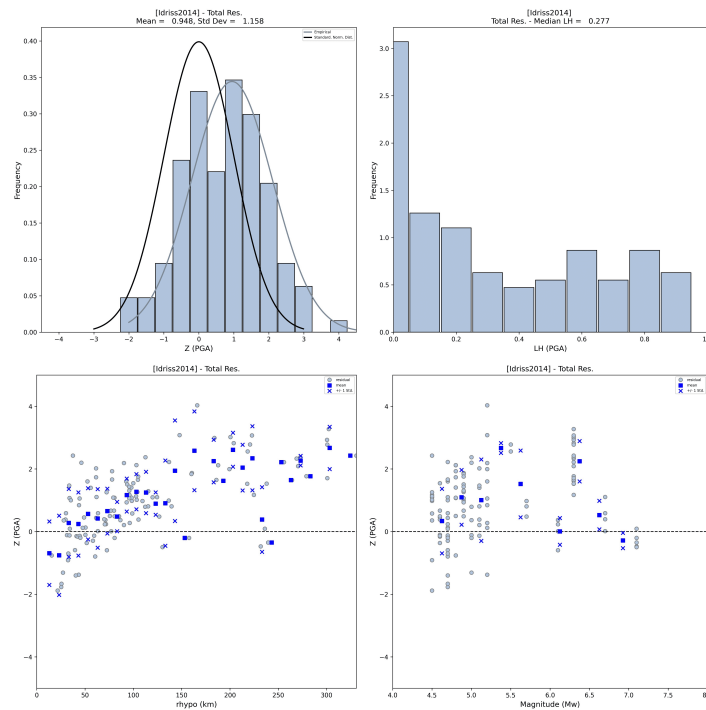 [Idriss2014] - Total Res.
Mean = 0.948, Std Dev = 1.158
Empirical
Standard. Norm. Dist.
Frequency
0.40
0.35
0.30
0.25
0.20
0.15
0.10
0.05
0.00
−4 −3 −2 −1 0 1 2 3 4
Z (PGA)
[Idriss2014]
Total Res. - Median LH = 0.277
Frequency
3.0
2.5
2.0
1.5
1.0
0.5
0.0
0.0 0.2 0.4 0.6 0.8 1
LH (PGA)
[Idriss2014] - Total Res.
residual
mean
+/- 1 Std.
Z (PGA)
4
2
0
−2
−4
0 50 100 150 200 250 300
rhypo (km)
[Idriss2014] - Total Res.
residual
mean
+/- 1 Std.
Z (PGA)
4
2
0
−2
−4
4.0 4.5 5.0 5.5 6.0 6.5 7.0 7.5 8
Magnitude (Mw)